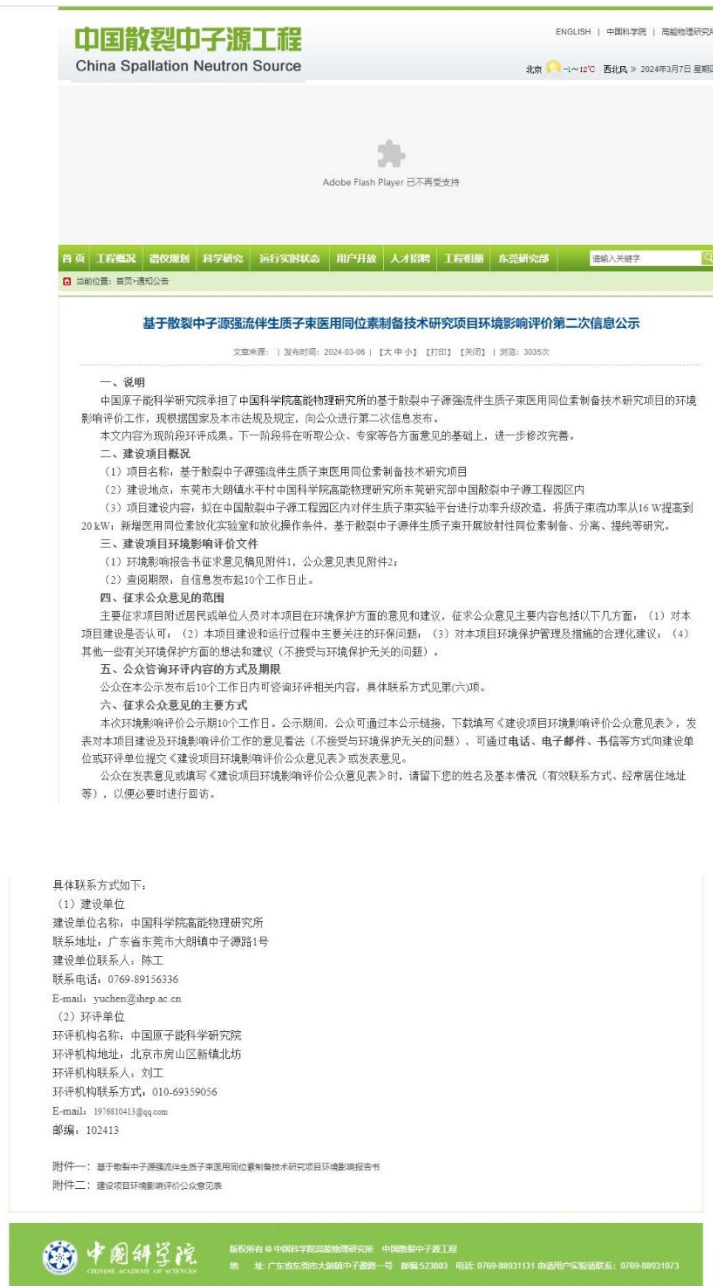 中国散裂中子源工程
China Spallation Neutron Source
ENGLISH | 中国科学院 | 高能物理研究所
北京 -1~12℃ 西北风 » 2024年3月7日 星期四
Adobe Flash Player 已不再受支持
首页 工程概况 谱仪规划 科学研究 运行实时状态 用户开放 人才招聘 工程相册 东莞研究部 请输入关键字
当前位置：首页>通知公告
基于散裂中子源强流伴生质子束医用同位素制备技术研究项目环境影响评价第二次信息公示
文章来源： | 发布时间：2024-03-06 | 【大 中 小】 【打印】 【关闭】 | 浏览：3035次
一、说明
中国原子能科学研究院承担了中国科学院高能物理研究所的基于散裂中子源强流伴生质子束医用同位素制备技术研究项目的环境
影响评价工作，现根据国家及本市法规及规定，向公众进行第二次信息发布。
本文内容为现阶段环评成果。下一阶段将在听取公众、专家等各方面意见的基础上，进一步修改完善。
二、建设项目概况
（1）项目名称：基于散裂中子源强流伴生质子束医用同位素制备技术研究项目
（2）建设地点：东莞市大朗镇水平村中国科学院高能物理研究所东莞研究部中国散裂中子源工程园区内
（3）项目建设内容：拟在中国散裂中子源工程园区内对伴生质子束实验平台进行功率升级改造，将质子束流功率从16 W提高到
20 kW；新增医用同位素放化实验室和放化操作条件，基于散裂中子源伴生质子束开展放射性同位素制备、分离、提纯等研究。
三、建设项目环境影响评价文件
（1）环境影响报告书征求意见稿见附件1，公众意见表见附件2；
（2）查阅期限：自信息发布起10个工作日止。
四、征求公众意见的范围
主要征求项目附近居民或单位人员对本项目在环境保护方面的意见和建议，征求公众意见主要内容包括以下几方面：（1）对本
项目建设是否认可；（2）本项目建设和运行过程中主要关注的环保问题；（3）对本项目环境保护管理及措施的合理化建议；（4）
其他一些有关环境保护方面的想法和建议（不接受与环境保护无关的问题）。
五、公众咨询环评内容的方式及期限
公众在本公示发布后10个工作日内可咨询环评相关内容，具体联系方式见第(六)项。
六、征求公众意见的主要方式
本次环境影响评价公示期10个工作日。公示期间，公众可通过本公示链接，下载填写《建设项目环境影响评价公众意见表》，发
表对本项目建设及环境影响评价工作的意见看法（不接受与环境保护无关的问题），可通过电话、电子邮件、书信等方式向建设单
位或环评单位提交《建设项目环境影响评价公众意见表》或发表意见。
公众在发表意见或填写《建设项目环境影响评价公众意见表》时，请留下您的姓名及基本情况（有效联系方式、经常居住地址
等），以便必要时进行回访。
具体联系方式如下：
（1）建设单位
建设单位名称：中国科学院高能物理研究所
联系地址：广东省东莞市大朗镇中子源路1号
建设单位联系人：陈工
联系电话：0769-89156336
E-mail：yuchen@ihep.ac.cn
（2）环评单位
环评机构名称：中国原子能科学研究院
环评机构地址：北京市房山区新镇北坊
环评机构联系人：刘工
环评机构联系方式：010-69359056
E-mail：1976810413@qq.com
邮编：102413
附件一：基于散裂中子源强流伴生质子束医用同位素制备技术研究项目环境影响报告书
附件二：建设项目环境影响评价公众意见表
中国科学院
CHINESE ACADEMY OF SCIENCES
版权所有 © 中国科学院高能物理研究所 中国散裂中子源工程
地 址：广东省东莞市大朗镇中子源路一号 邮编:523803 电话: 0769-88931131 申请用户实验请联系：0769-88931073